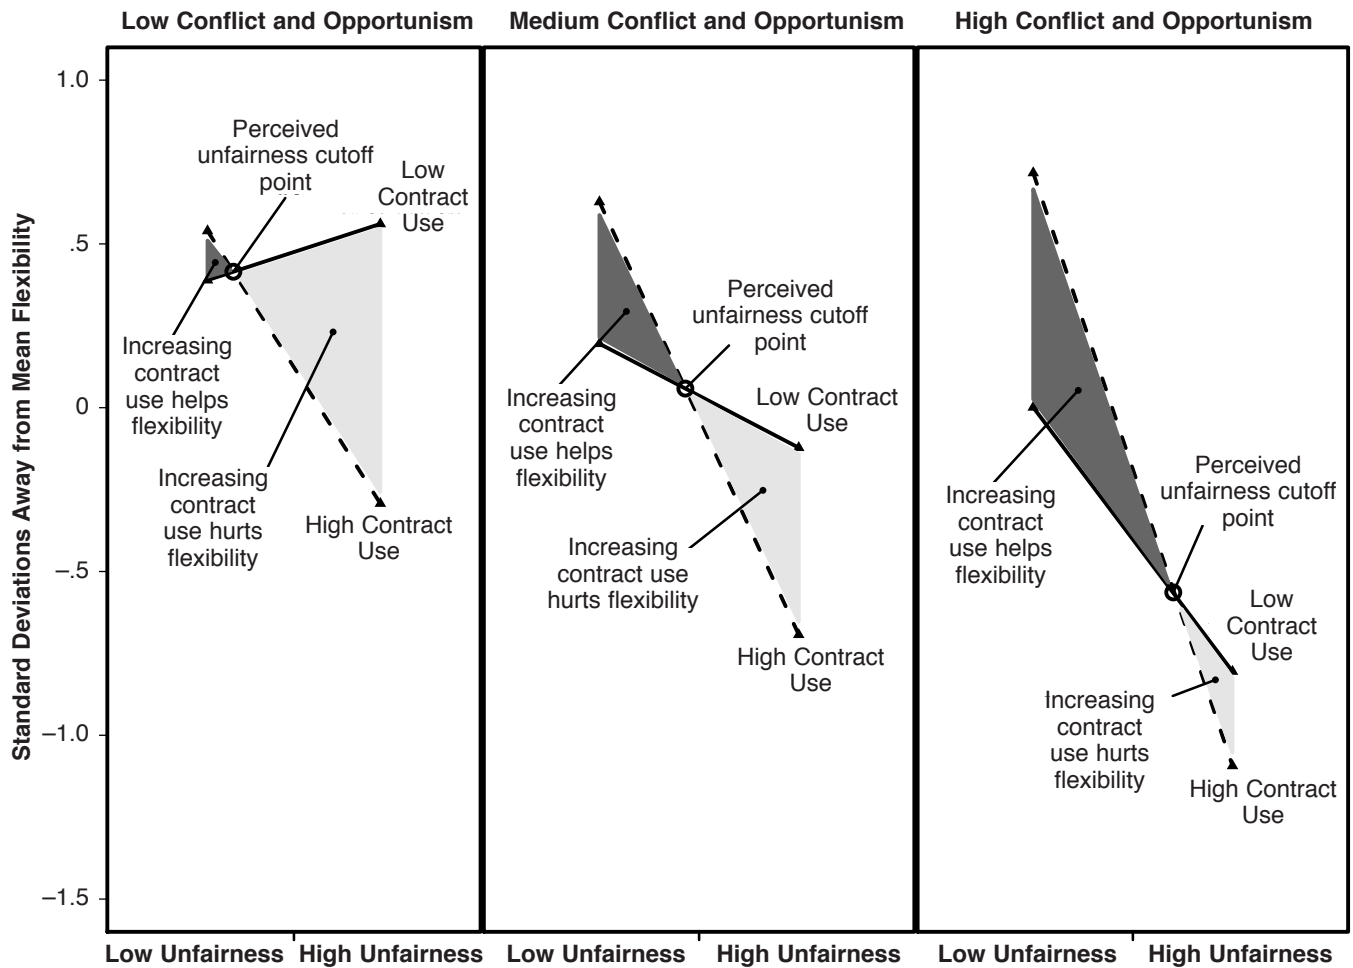 Low Conflict and Opportunism
Medium Conflict and Opportunism
High Conflict and Opportunism
Standard Deviations Away from Mean Flexibility
1.0
.5
0
–.5
–1.0
–1.5
Perceived
unfairness cutoff
point
Low
Contract
Use
Increasing
contract
use helps
flexibility
Increasing
contract
use hurts
flexibility
High Contract
Use
Perceived
unfairness cutoff
point
Low Contract
Use
Increasing
contract
use helps
flexibility
Increasing
contract use
hurts flexibility
High Contract
Use
Perceived
unfairness cutoff
point
Increasing
contract
use helps
flexibility
Low
Contract
Use
Increasing
contract
use hurts
flexibility
High Contract
Use
Low Unfairness
High Unfairness
Low Unfairness
High Unfairness
Low Unfairness
High Unfairness